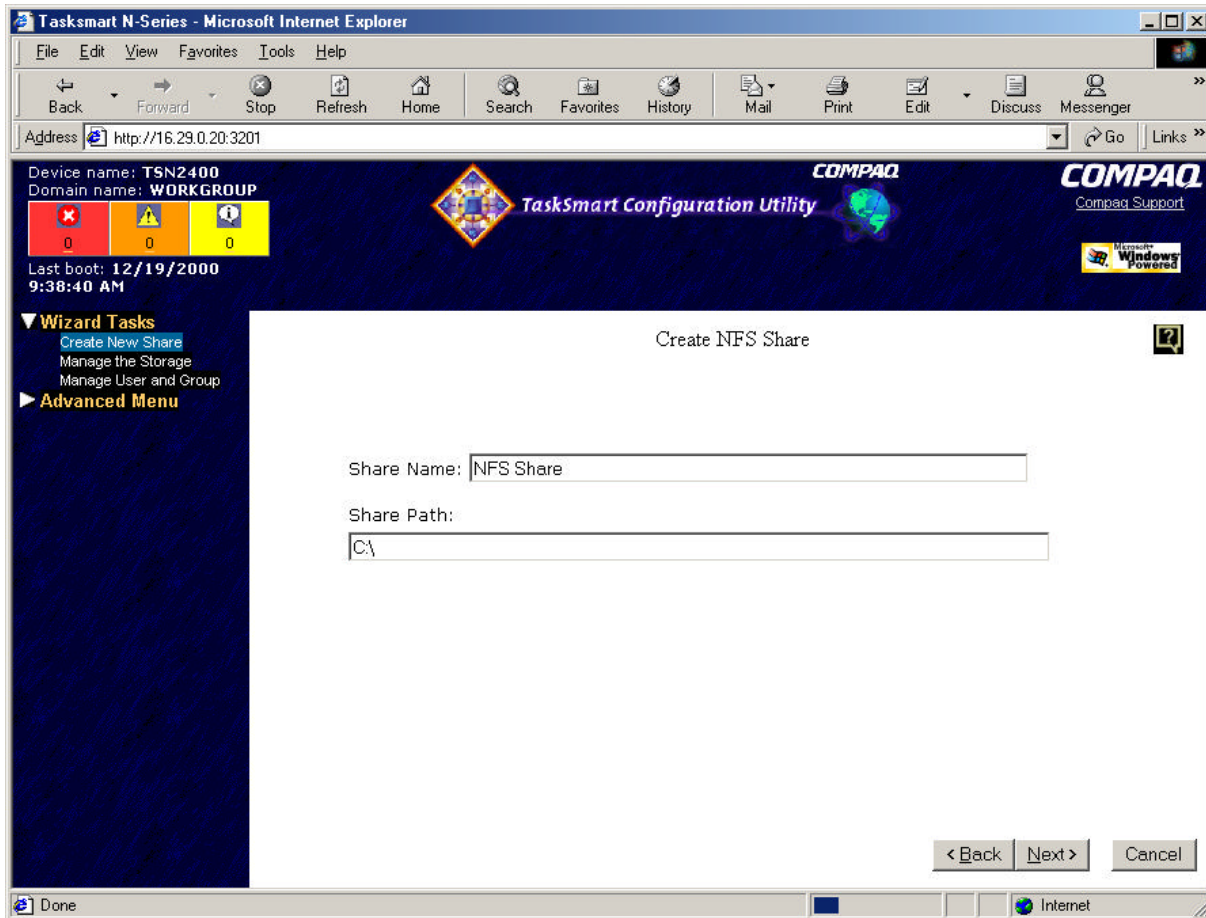 Tasksmart N-Series - Microsoft Internet Explorer
File Edit View Favorites Tools Help
Back Forward Stop Refresh Home Search Favorites History Mail Print Edit Discuss Messenger »
Address http://16.29.0.20:3201 Go Links »
Device name: TSN2400
Domain name: WORKGROUP
0 0 0
Last boot: 12/19/2000
9:38:40 AM
TaskSmart Configuration Utility
COMPAQ
COMPAQ
Compaq Support
Microsoft
Windows
Powered
Wizard Tasks
Create New Share
Manage the Storage
Manage User and Group
Advanced Menu
Create NFS Share
Share Name: NFS Share
Share Path:
C:\
< Back Next > Cancel
Done Internet